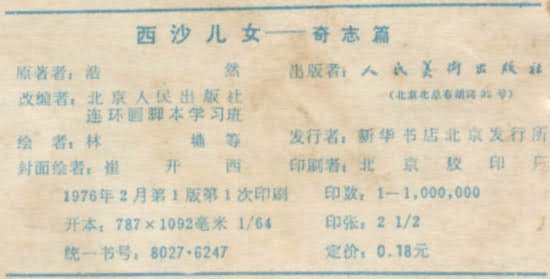 西沙儿女——奇志篇
原著者：浩 然
改编者：北京人民出版社
连环画脚本学习班
绘者：林 墉等
封面绘者：崔开西
1976年2月第1版第1次印刷
开本：787×1092毫米 1/64
统一书号：8027·6247
出版者：人民美术出版社
（北京北总布胡同32号）
发行者：新华书店北京发行所
印刷者：北京胶印厂
印数：1—1,000,000
印张：2 1/2
定价：0.18元